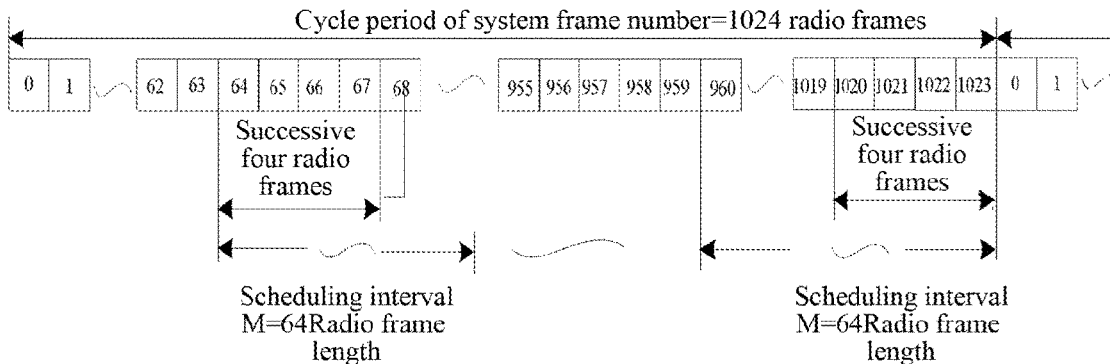 Cycle period of system frame number=1024 radio frames
0 1 62 63 64 65 66 67 68 955 956 957 958 959 960 1019 1020 1021 1022 1023 0 1
Successive
four radio
frames
Successive
four radio
frames
Scheduling interval
M=64Radio frame
length
Scheduling interval
M=64Radio frame
length